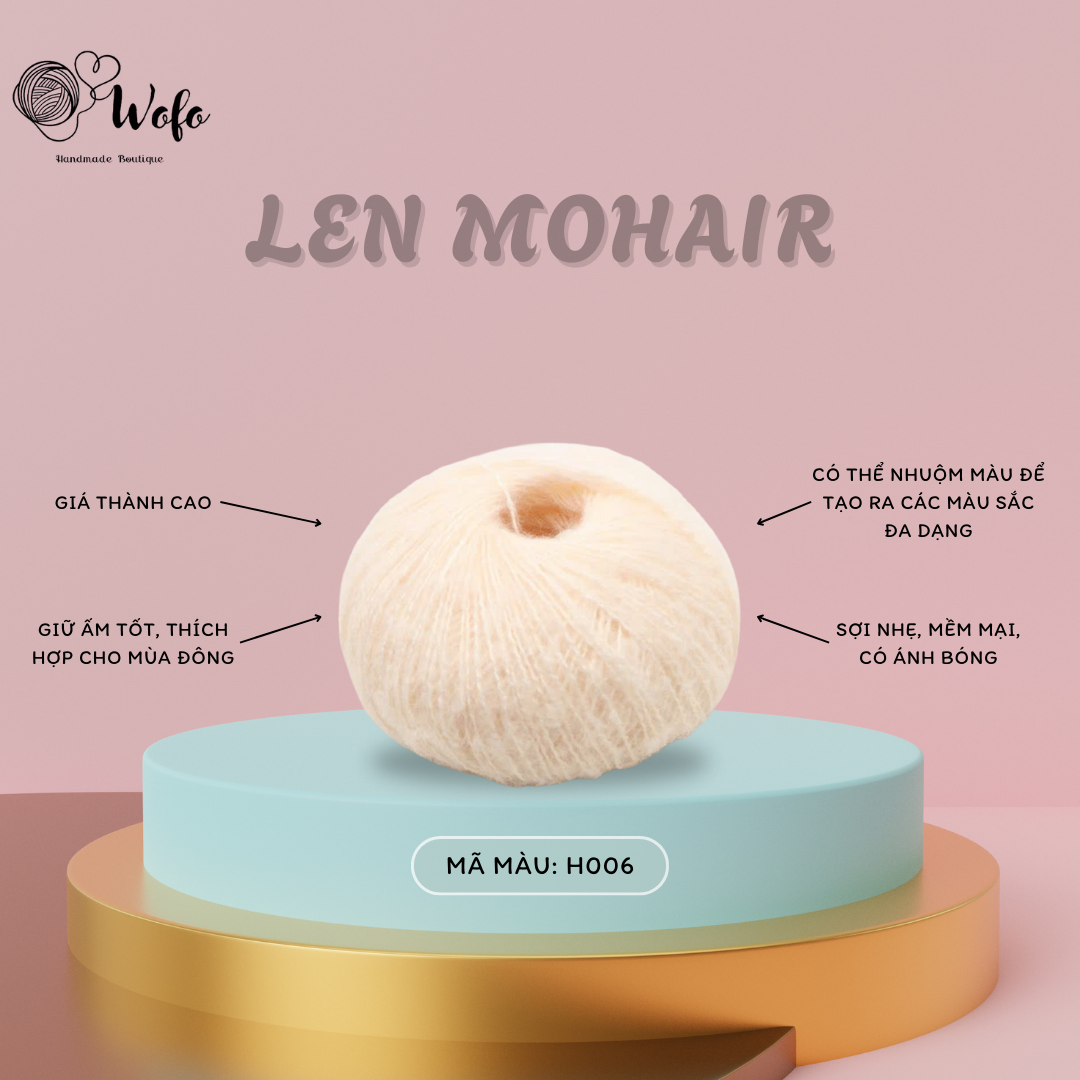 Wofo
Handmade Boutique
LEN MOHAIR
GIÁ THÀNH CAO
CÓ THỂ NHUỘM MÀU ĐỂ
TẠO RA CÁC MÀU SẮC
ĐA DẠNG
GIỮ ẤM TỐT, THÍCH
HỢP CHO MÙA ĐÔNG
SỢI NHẸ, MỀM MẠI,
CÓ ÁNH BÓNG
MÃ MÀU: H006